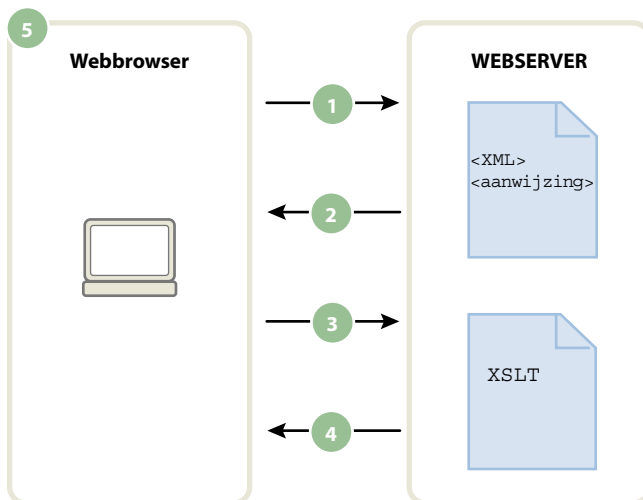 5
Webbrowser
WEBSERVER
1
<XML>
<aanwijzing>
2
3
XSLT
4